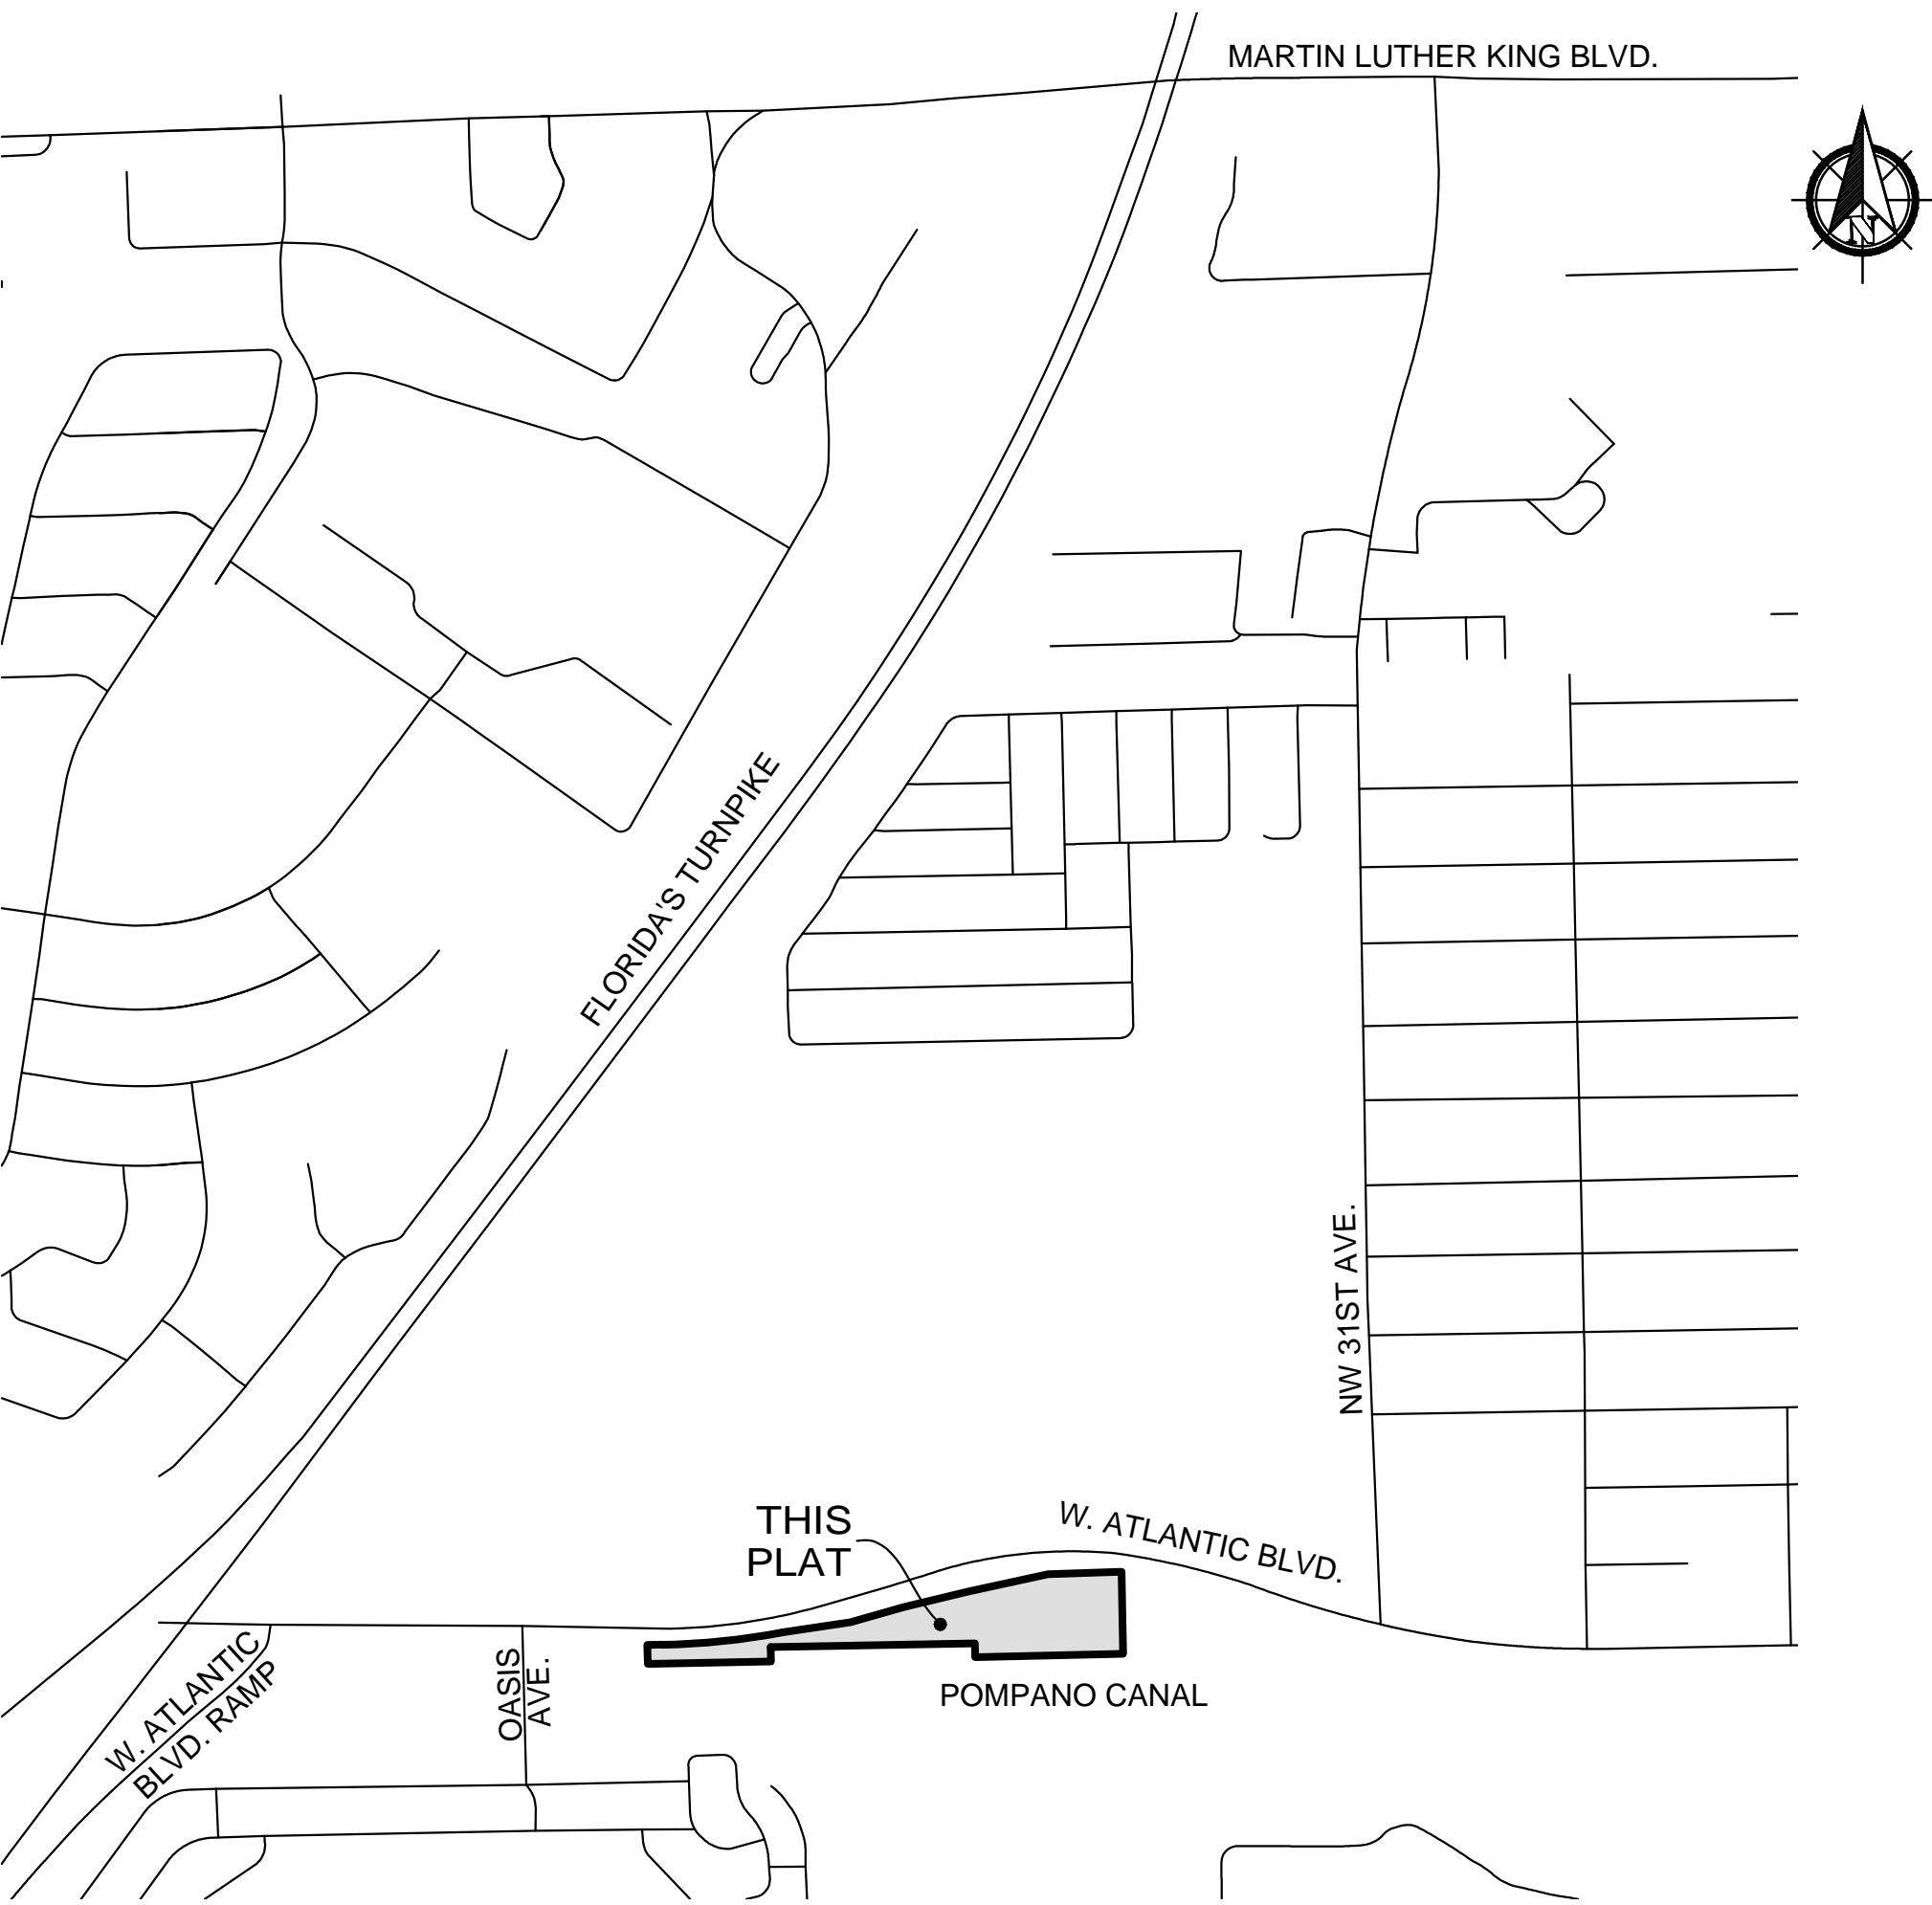 MARTIN LUTHER KING BLVD.
N
FLORIDA'S TURNPIKE
NW 31ST AVE.
THIS
PLAT
W. ATLANTIC BLVD.
W. ATLANTIC
BLVD. RAMP
OASIS
AVE.
POMPANO CANAL